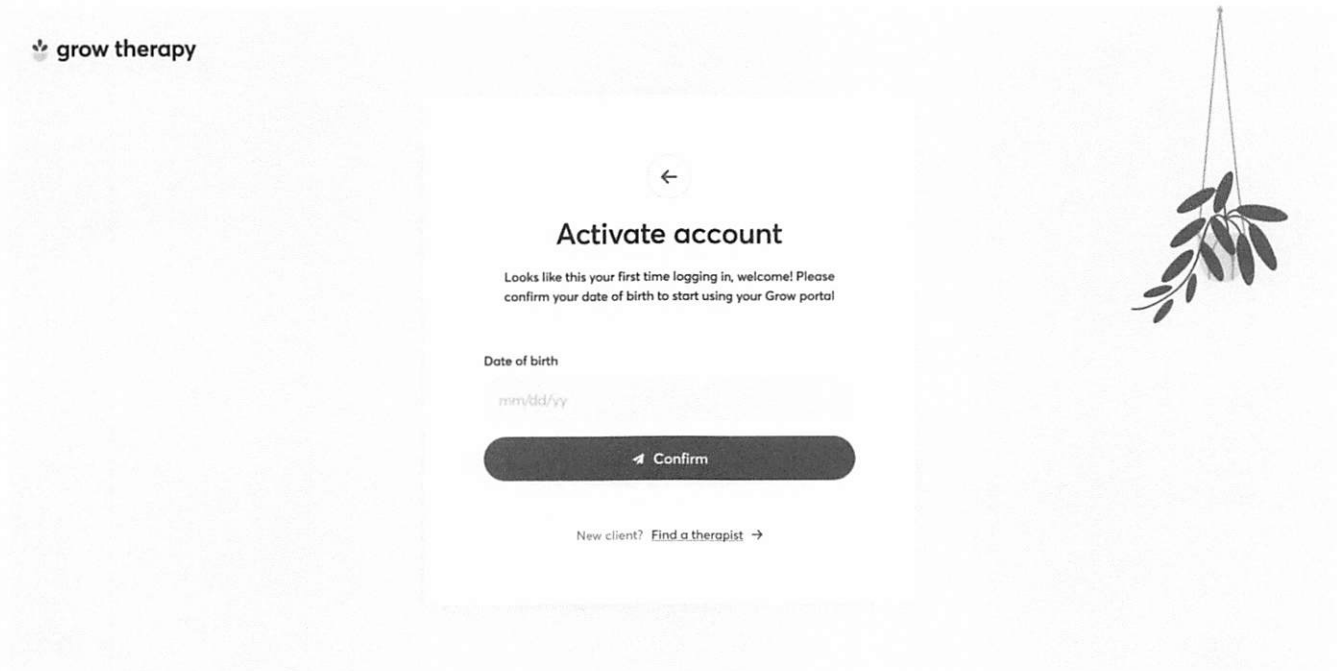 grow therapy
Activate account
Looks like this your first time logging in, welcome! Please
confirm your date of birth to start using your Grow portal
Date of birth
mm/dd/yy
Confirm
New client? Find a therapist →